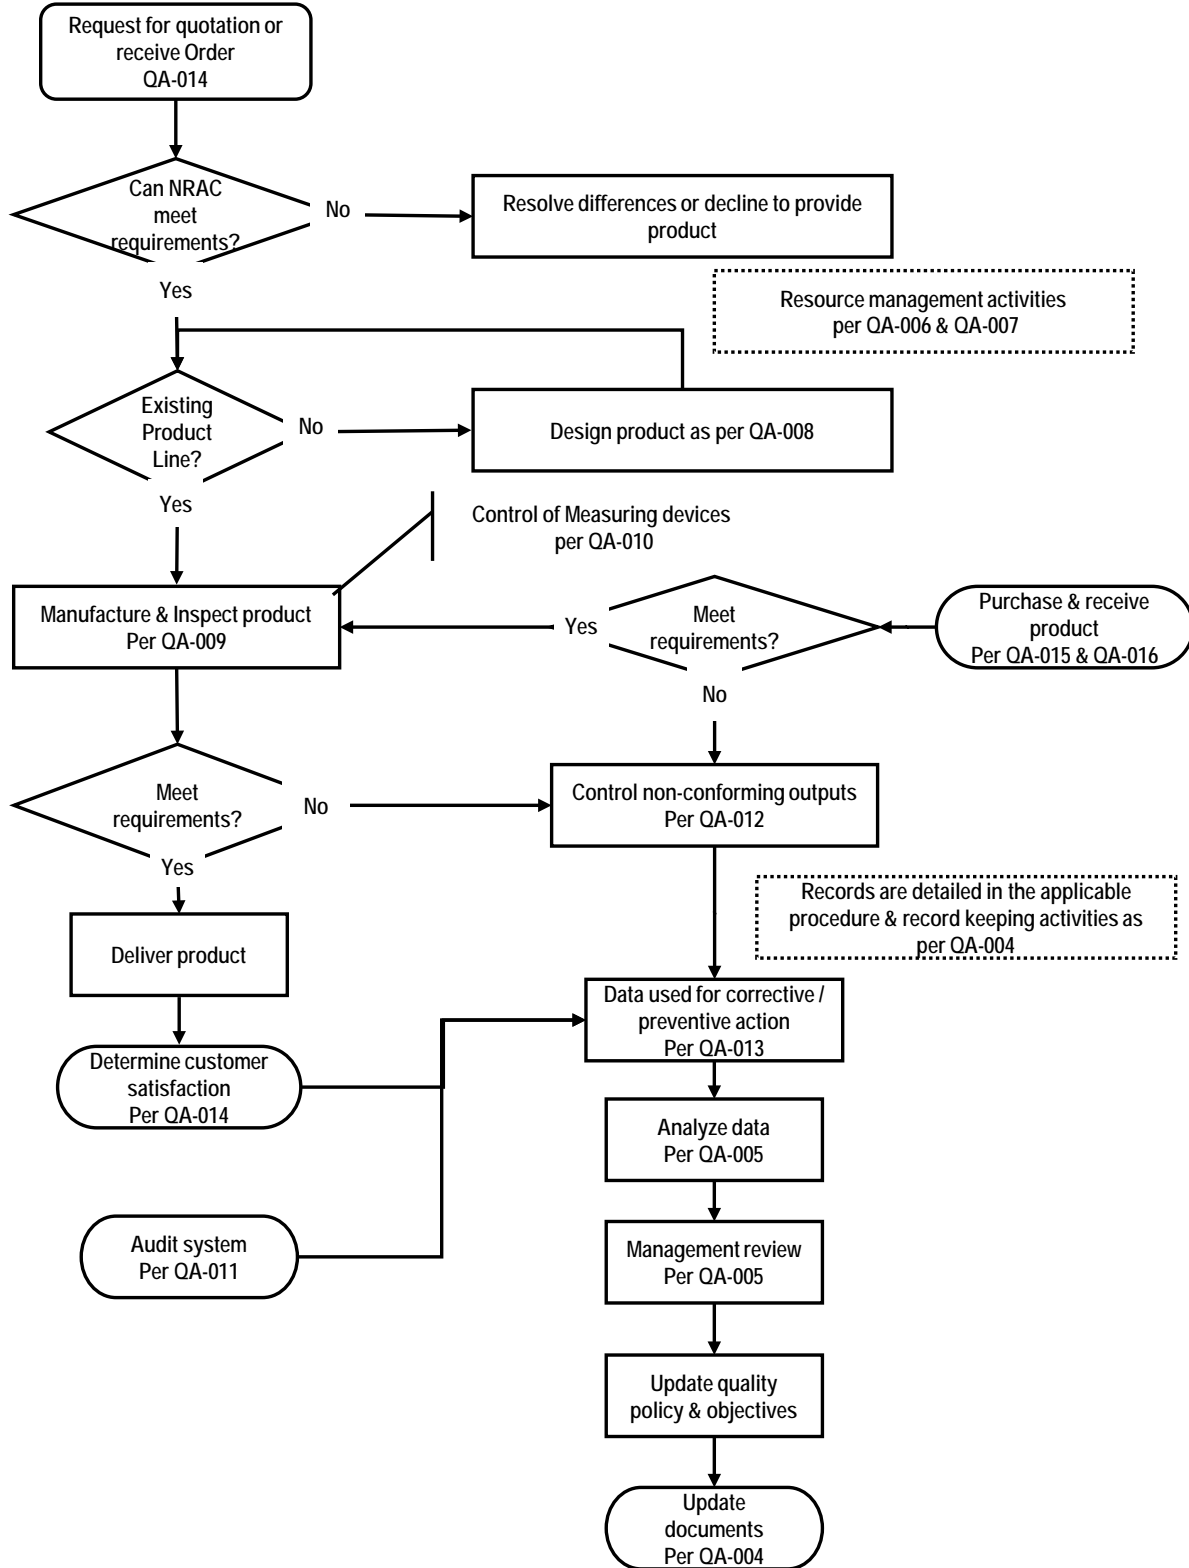 Request for quotation or
receive Order
QA-014
Can NRAC
meet
requirements?
No
Resolve differences or decline to provide
product
Yes
Resource management activities
per QA-006 & QA-007
Existing
Product
Line?
No
Design product as per QA-008
Yes
Control of Measuring devices
per QA-010
Manufacture & Inspect product
Per QA-009
Yes
Meet
requirements?
Purchase & receive
product
Per QA-015 & QA-016
No
Meet
requirements?
No
Control non-conforming outputs
Per QA-012
Yes
Records are detailed in the applicable
procedure & record keeping activities as
per QA-004
Deliver product
Data used for corrective /
preventive action
Per QA-013
Determine customer
satisfaction
Per QA-014
Analyze data
Per QA-005
Audit system
Per QA-011
Management review
Per QA-005
Update quality
policy & objectives
Update
documents
Per QA-004